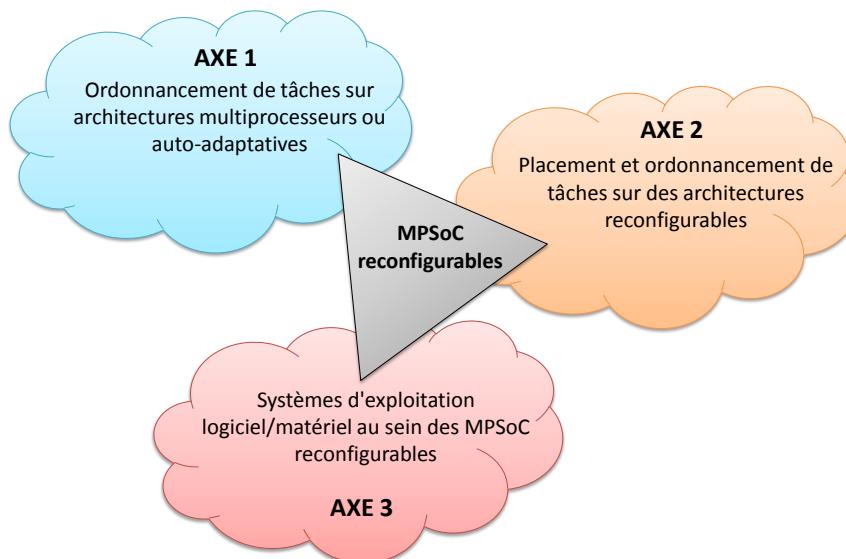 AXE 1
Ordonnancement de tâches sur
architectures multiprocesseurs ou
auto-adaptatives
AXE 2
Placement et ordonnancement de
tâches sur des architectures
reconfigurables
MPSoC
reconfigurables
Systèmes d'exploitation
logiciel/matériel au sein des MPSoC
reconfigurables
AXE 3